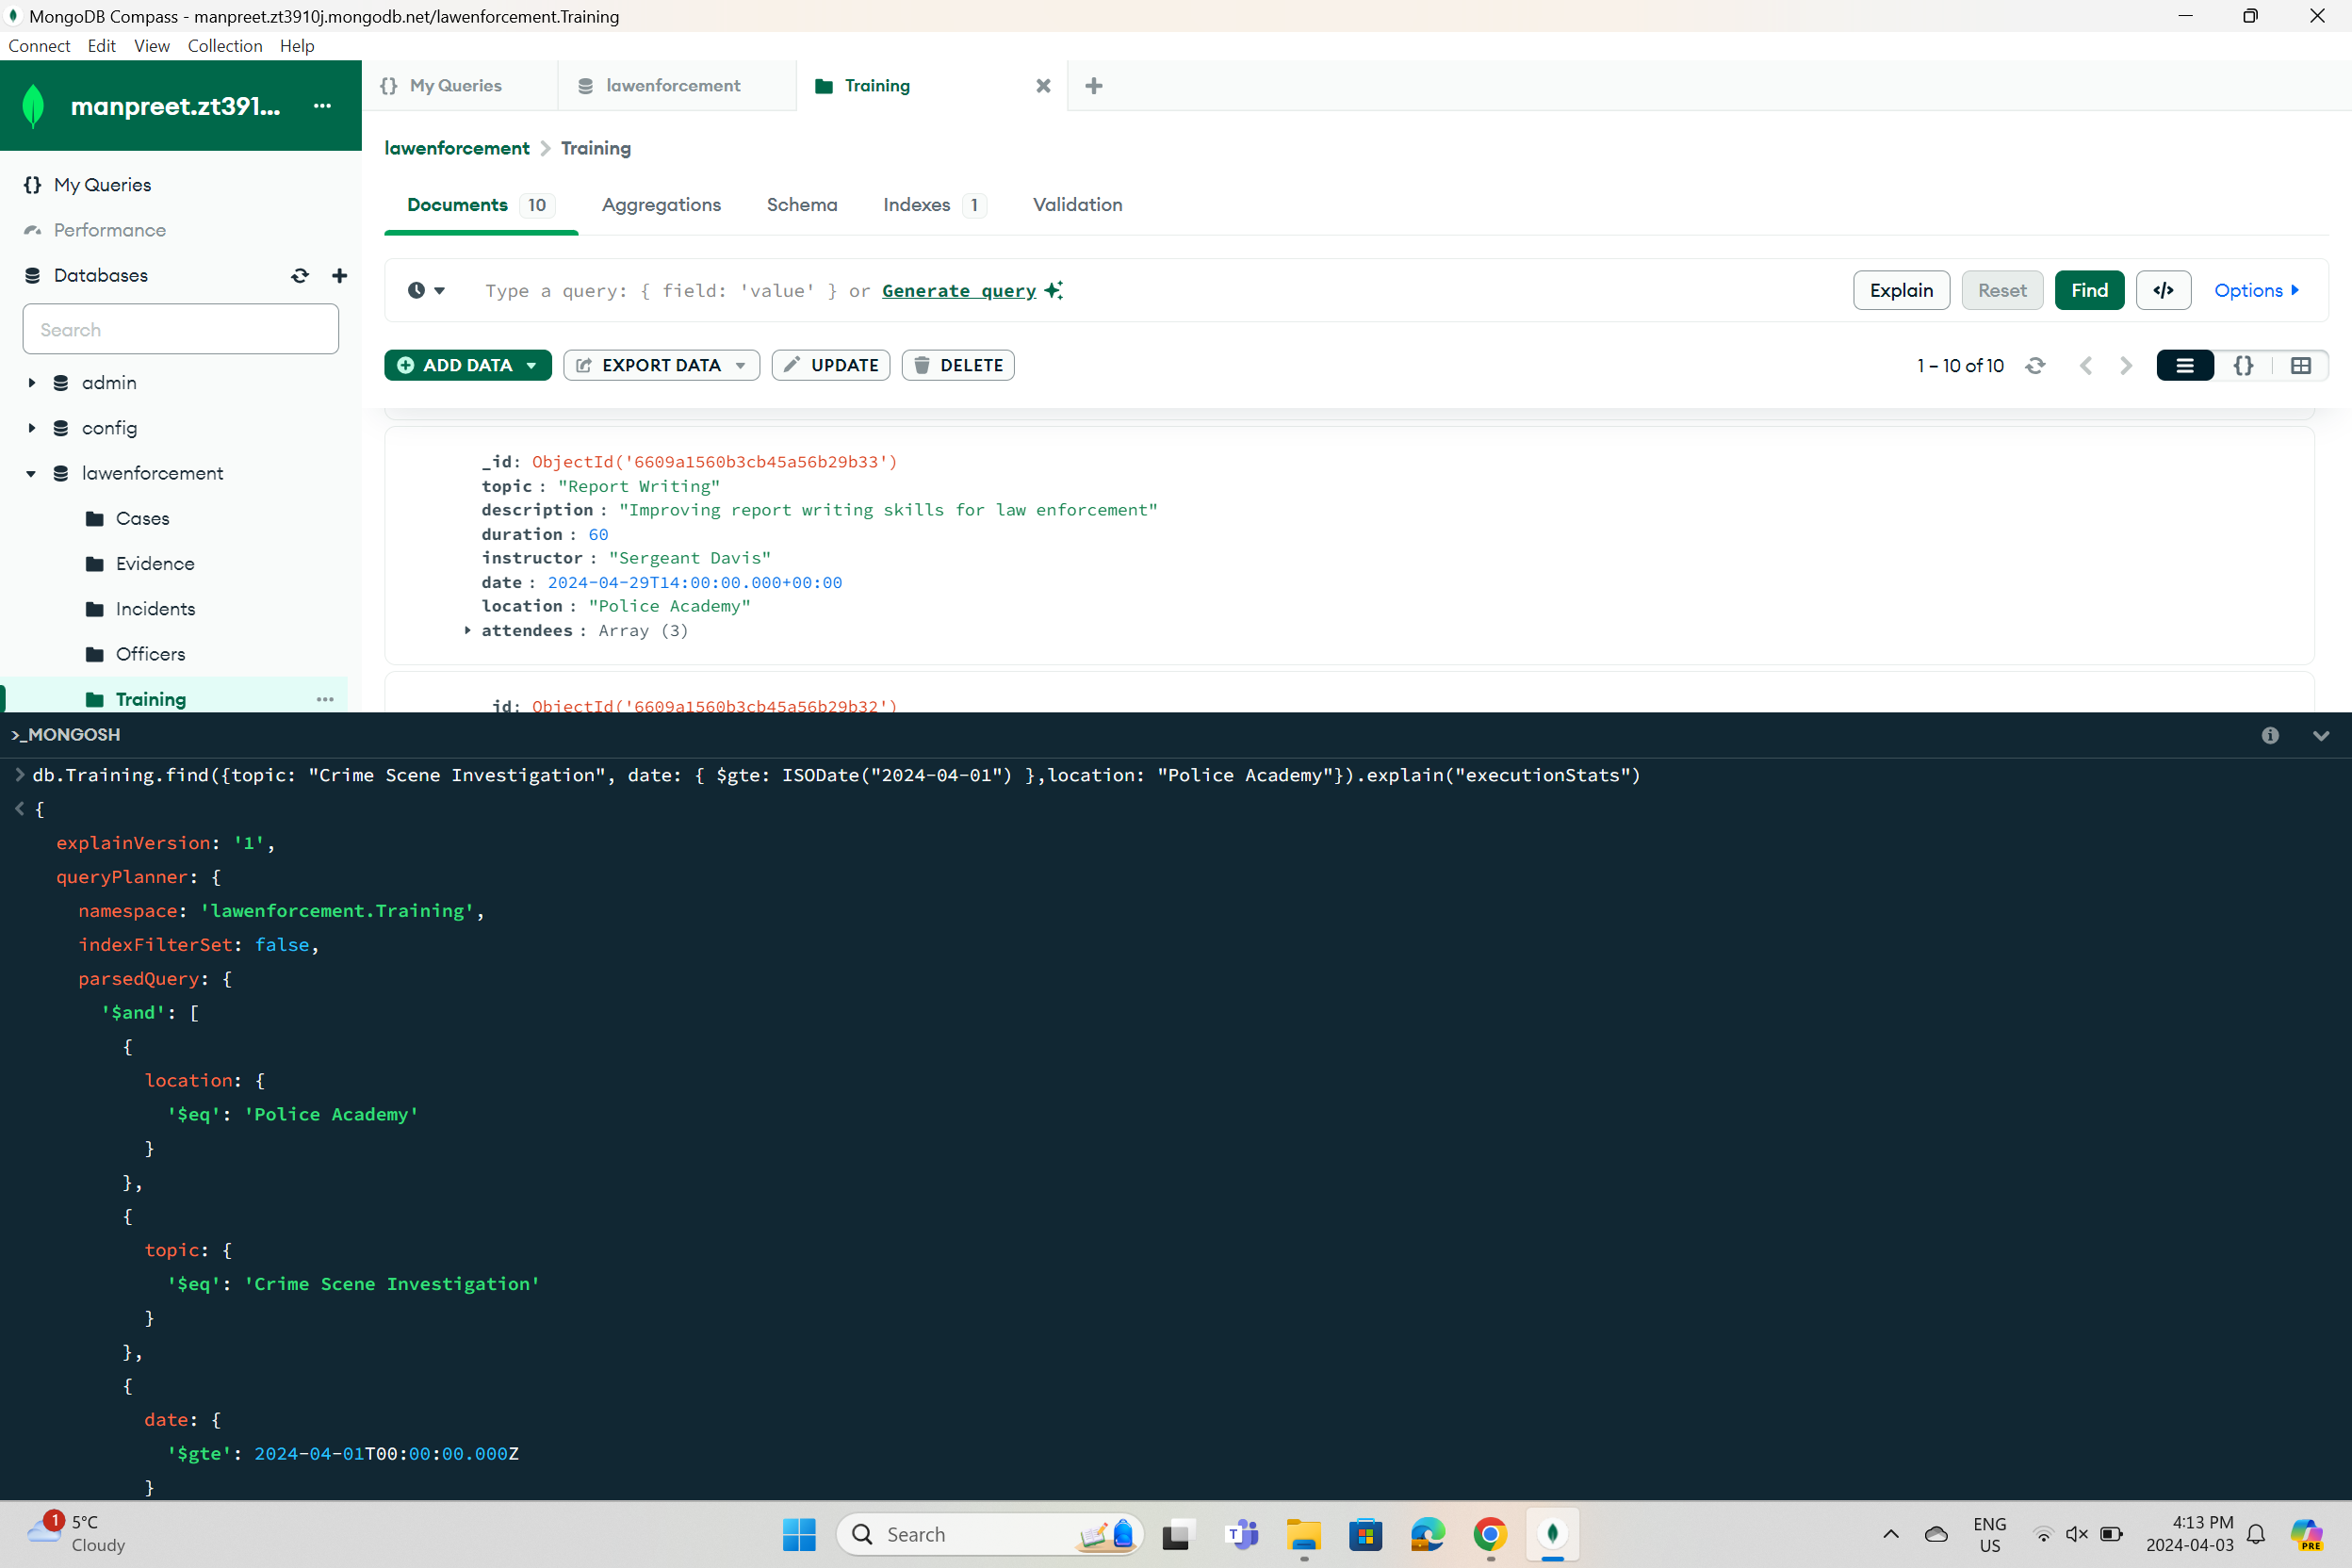 MongoDB Compass - manpreet.zt3910j.mongodb.net/lawenforcement.Training
Connect Edit View Collection Help
manpreet.zt391... ...
{} My Queries
lawenforcement
Training
lawenforcement > Training
My Queries
Performance
Databases
Search
admin
config
lawenforcement
Cases
Evidence
Incidents
Officers
Training ...
Documents 10 Aggregations Schema Indexes 1 Validation
Type a query: { field: 'value' } or Generate query
Explain Reset Find </> Options
ADD DATA EXPORT DATA UPDATE DELETE
1 – 10 of 10
_id: ObjectId('6609a1560b3cb45a56b29b33')
topic : "Report Writing"
description : "Improving report writing skills for law enforcement"
duration : 60
instructor : "Sergeant Davis"
date : 2024-04-29T14:00:00.000+00:00
location : "Police Academy"
attendees : Array (3)
_id: ObjectId('6609a1560b3cb45a56b29b32')
>_MONGOSH
> db.Training.find({topic: "Crime Scene Investigation", date: { $gte: ISODate("2024-04-01") },location: "Police Academy"}).explain("executionStats")
< {
explainVersion: '1',
queryPlanner: {
namespace: 'lawenforcement.Training',
indexFilterSet: false,
parsedQuery: {
'$and': [
{
location: {
'$eq': 'Police Academy'
}
},
{
topic: {
'$eq': 'Crime Scene Investigation'
}
},
{
date: {
'$gte': 2024-04-01T00:00:00.000Z
}
1
5°C
Cloudy
Search
ENG
US
4:13 PM
2024-04-03
PRE